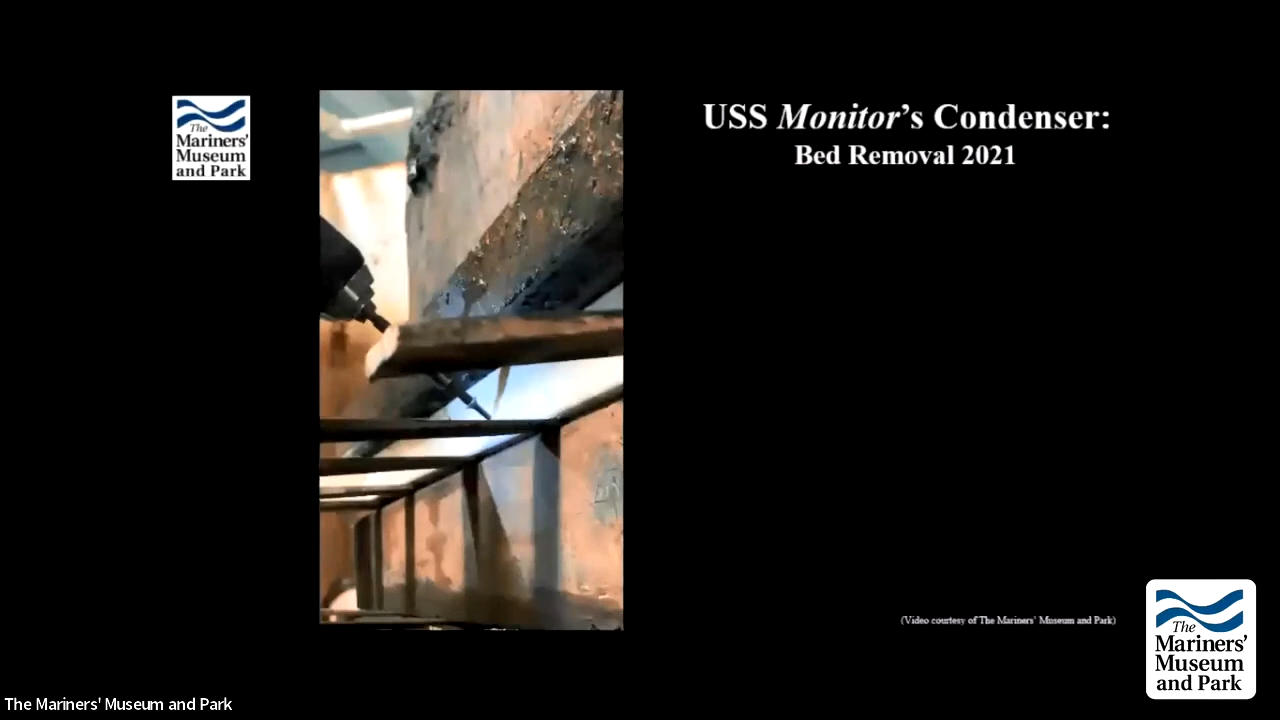 The
Mariners'
Museum
and Park
USS Monitor's Condenser:
Bed Removal 2021
(Video courtesy of The Mariners' Museum and Park)
The
Mariners'
Museum
and Park
The Mariners' Museum and Park